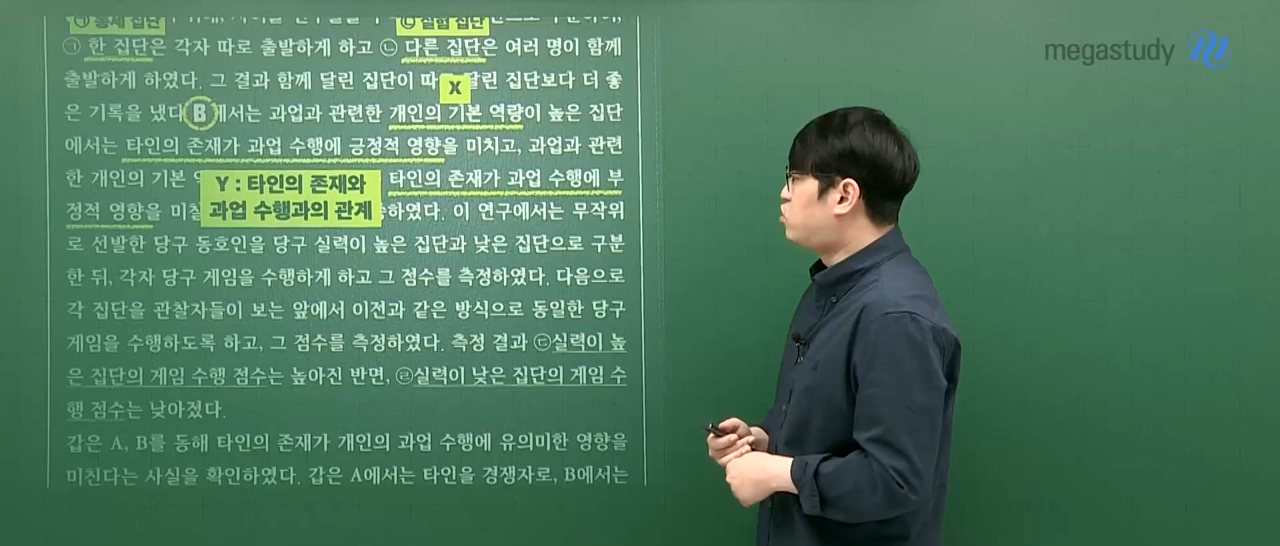 ㉠ 통제 집단
㉡ 실험 집단
㉠ 한 집단은 각자 따로 출발하게 하고 ㉡ 다른 집단은 여러 명이 함께
출발하게 하였다. 그 결과 함께 달린 집단이 따 달린 집단보다 더 좋
X
은 기록을 냈다 B에서는 과업과 관련한 개인의 기본 역량이 높은 집단
에서는 타인의 존재가 과업 수행에 긍정적 영향을 미치고, 과업과 관련
한 개인의 기본 타인의 존재가 과업 수행에 부
Y : 타인의 존재와
과업 수행과의 관계
정적 영향을 미칠 하였다. 이 연구에서는 무작위
로 선발한 당구 동호인을 당구 실력이 높은 집단과 낮은 집단으로 구분
한 뒤, 각자 당구 게임을 수행하게 하고 그 점수를 측정하였다. 다음으로
각 집단을 관찰자들이 보는 앞에서 이전과 같은 방식으로 동일한 당구
게임을 수행하도록 하고, 그 점수를 측정하였다. 측정 결과 ㉢실력이 높
은 집단의 게임 수행 점수는 높아진 반면, ㉣실력이 낮은 집단의 게임 수
행 점수는 낮아졌다.
갑은 A, B를 통해 타인의 존재가 개인의 과업 수행에 유의미한 영향을
미친다는 사실을 확인하였다. 갑은 A에서는 타인을 경쟁자로, B에서는
megastudy